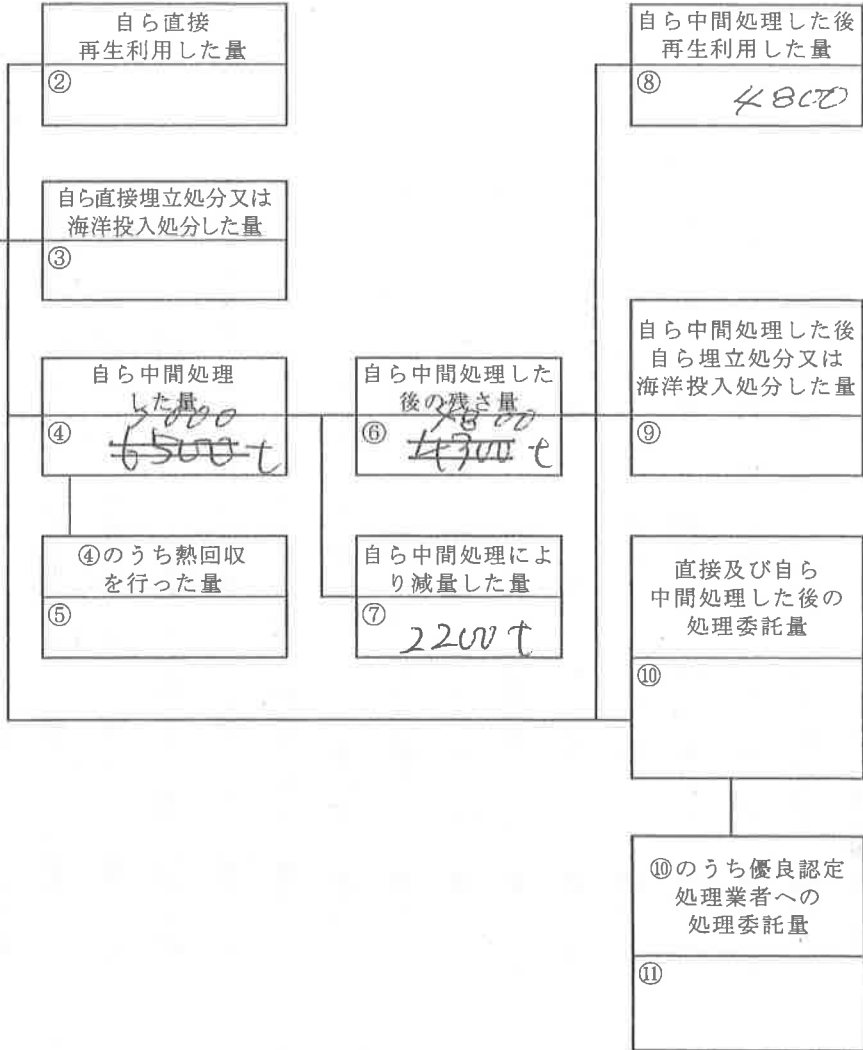 自ら直接
再生利用した量
②
自ら中間処理した後
再生利用した量
⑧ 4800
自ら直接埋立処分又は
海洋投入処分した量
③
自ら中間処理した後
自ら埋立処分又は
海洋投入処分した量
⑨
自ら中間処理
した量
7000
④ 6500 t
自ら中間処理した
後の残さ量
4800
⑥ 4300 t
④のうち熱回収
を行った量
⑤
自ら中間処理によ
り減量した量
⑦ 2200 t
直接及び自ら
中間処理した後の
処理委託量
⑩
⑩のうち優良認定
処理業者への
処理委託量
⑪